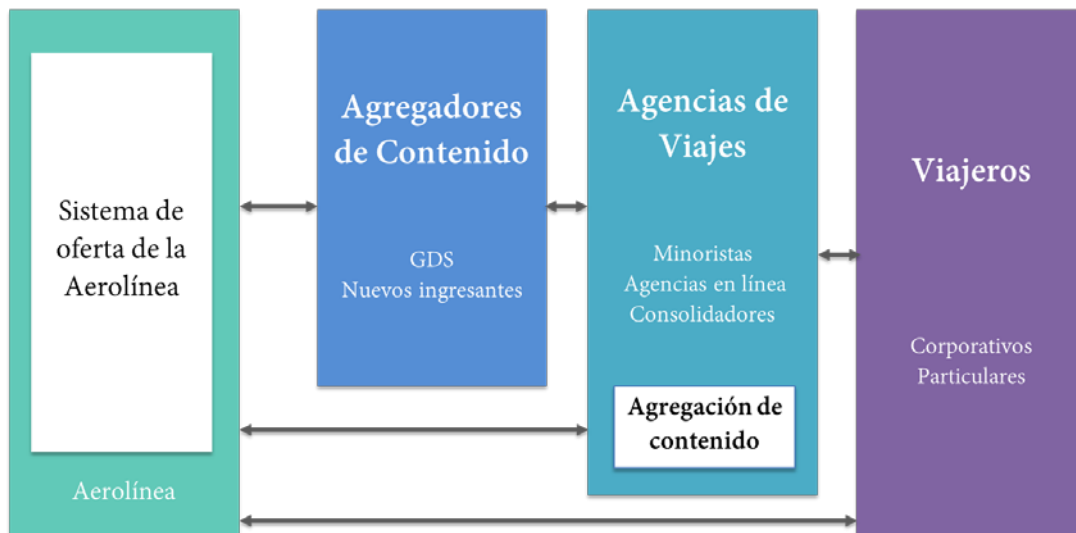 Sistema de
oferta de la
Aerolínea
Aerolínea
Agregadores
de Contenido
GDS
Nuevos ingresantes
Agencias de
Viajes
Minoristas
Agencias en línea
Consolidadores
Agregación de
contenido
Viajeros
Corporativos
Particulares